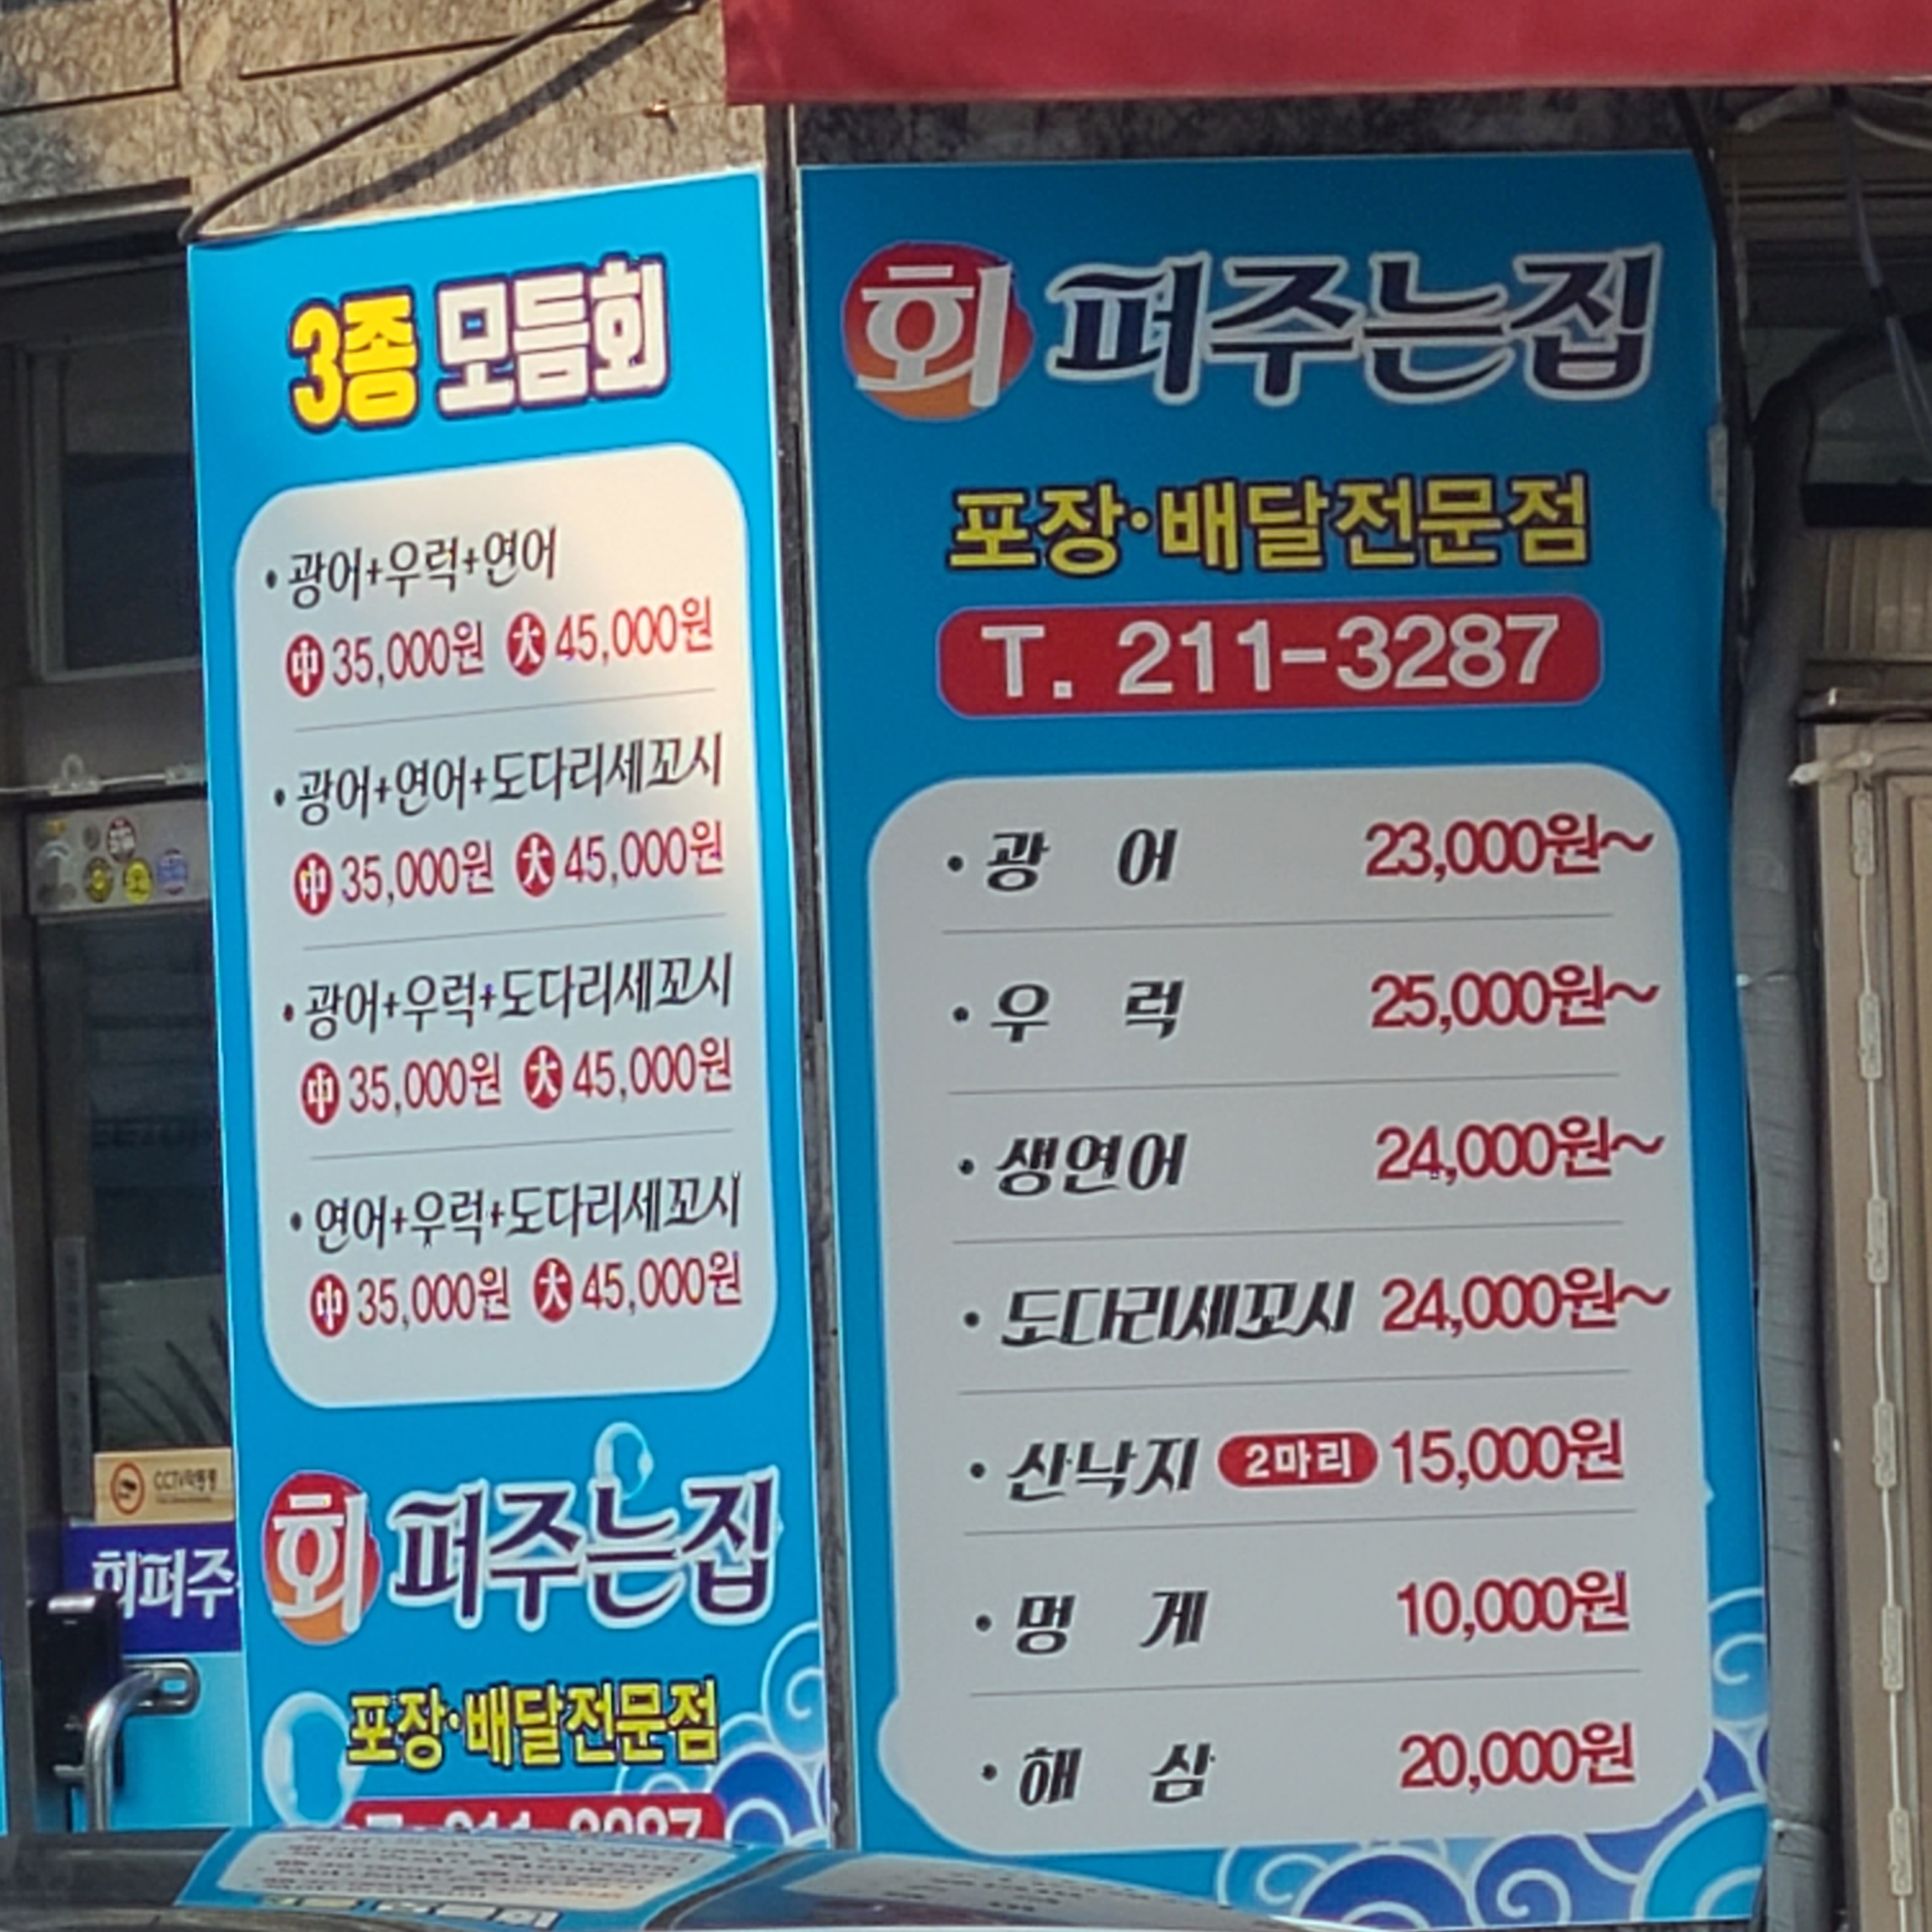 3종 모듬회
• 광어+우럭+연어
中 35,000원 大 45,000원
• 광어+연어+도다리세꼬시
中 35,000원 大 45,000원
• 광어+우럭+도다리세꼬시
中 35,000원 大 45,000원
• 연어+우럭+도다리세꼬시
中 35,000원 大 45,000원
회 퍼주는집
포장·배달전문점
회 퍼주는집
포장·배달전문점
T. 211-3287
• 광 어 23,000원~
• 우 럭 25,000원~
• 생연어 24,000원~
• 도다리세꼬시 24,000원~
• 산낙지 2마리 15,000원
• 멍 게 10,000원
• 해 삼 20,000원
회퍼주